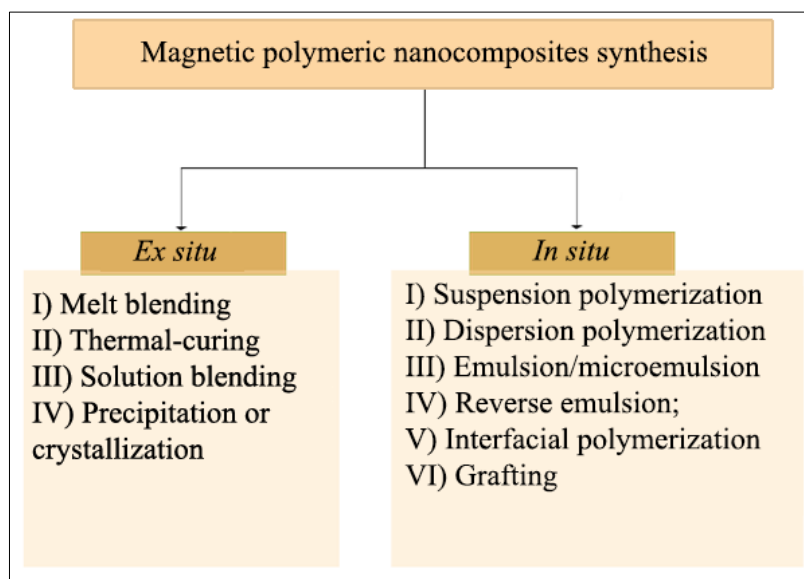 Magnetic polymeric nanocomposites synthesis
Ex situ
I) Melt blending
II) Thermal-curing
III) Solution blending
IV) Precipitation or
crystallization
In situ
I) Suspension polymerization
II) Dispersion polymerization
III) Emulsion/microemulsion
IV) Reverse emulsion;
V) Interfacial polymerization
VI) Grafting